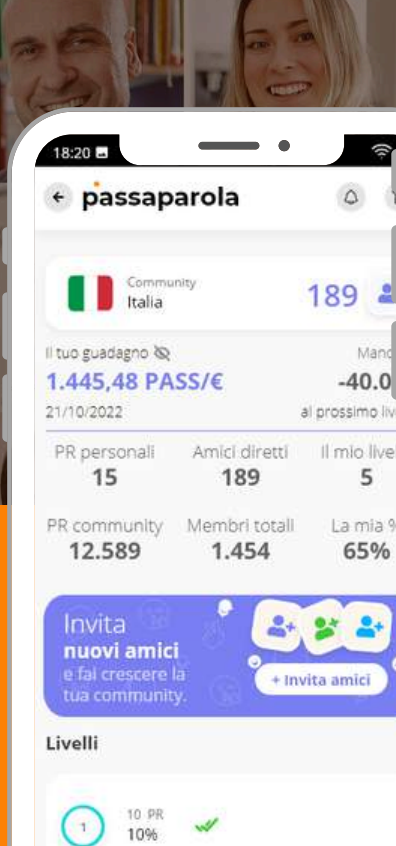 18:20
passaparola
Community
Italia
189
Il tuo guadagno
1.445,48 PASS/€
-40.0
21/10/2022
al prossimo
PR personali Amici diretti Il mio
15 189 5
PR community Membri totali La mia %
12.589 1.454 65%
Invita
nuovi amici
e fai crescere la
tua community.
+ Invita amici
Livelli
1
10 PR
10%